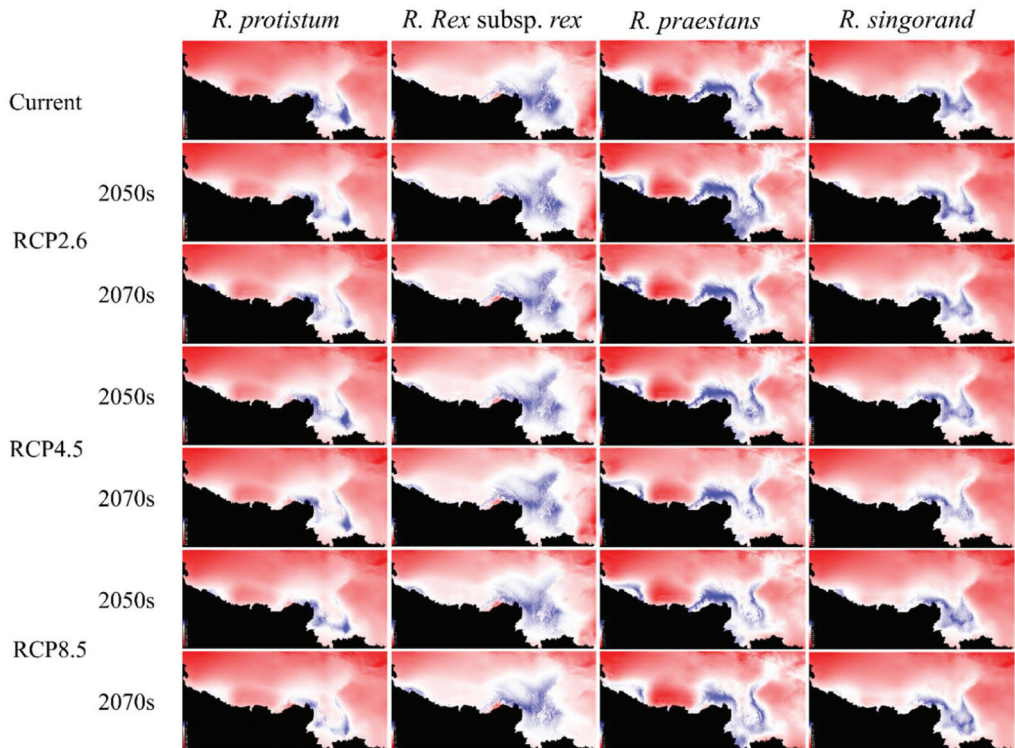 R. protistum R. Rex subsp. rex R. praestans R. singorand
Current
2050s
RCP2.6
2070s
2050s
RCP4.5
2070s
2050s
RCP8.5
2070s